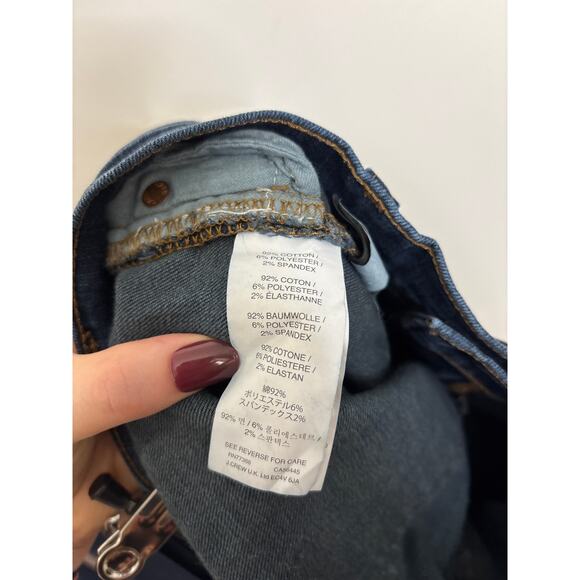 92% COTTON /
6% POLYESTER /
2% SPANDEX
92% COTON /
6% POLYESTER /
2% ÉLASTHANNE
92% BAUMWOLLE /
6% POLYESTER /
2% SPANDEX
92% COTONE /
6% POLIESTERE /
2% ELASTAN
綿92%
ポリエステル6%
スパンデックス2%
92% 면 / 6% 폴리에스테르 /
2% 스판덱스
SEE REVERSE FOR CARE
RN77388 CA56445
J.CREW U.K. Ltd EC4V 6JA